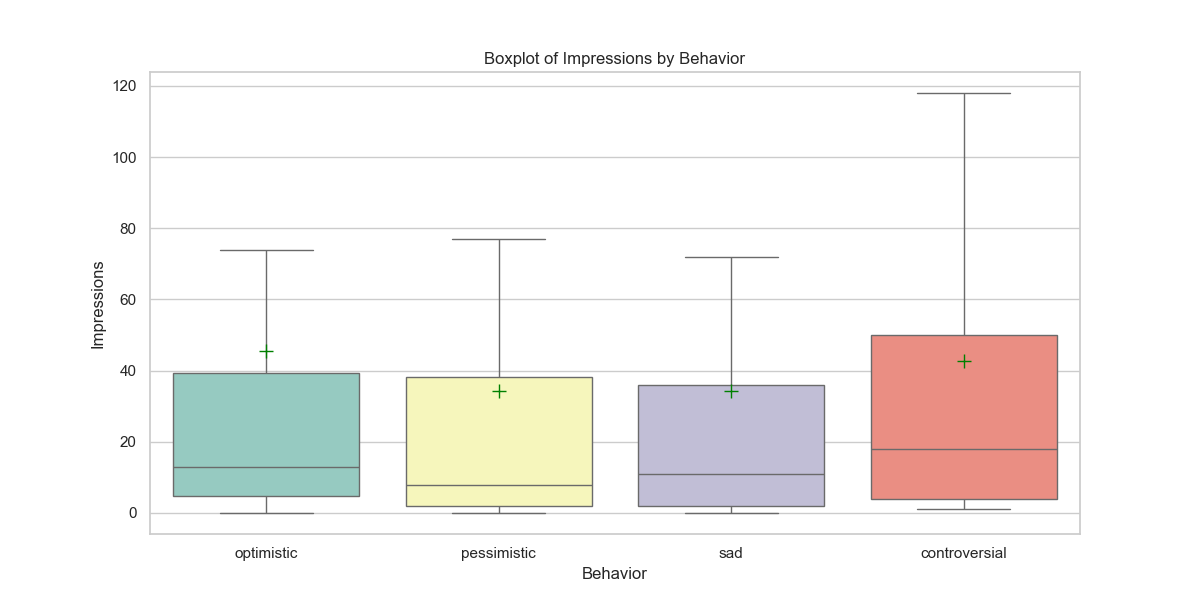 Boxplot of Impressions by Behavior
120
100
80
60
40
20
0
Impressions
optimistic
pessimistic
sad
controversial
Behavior